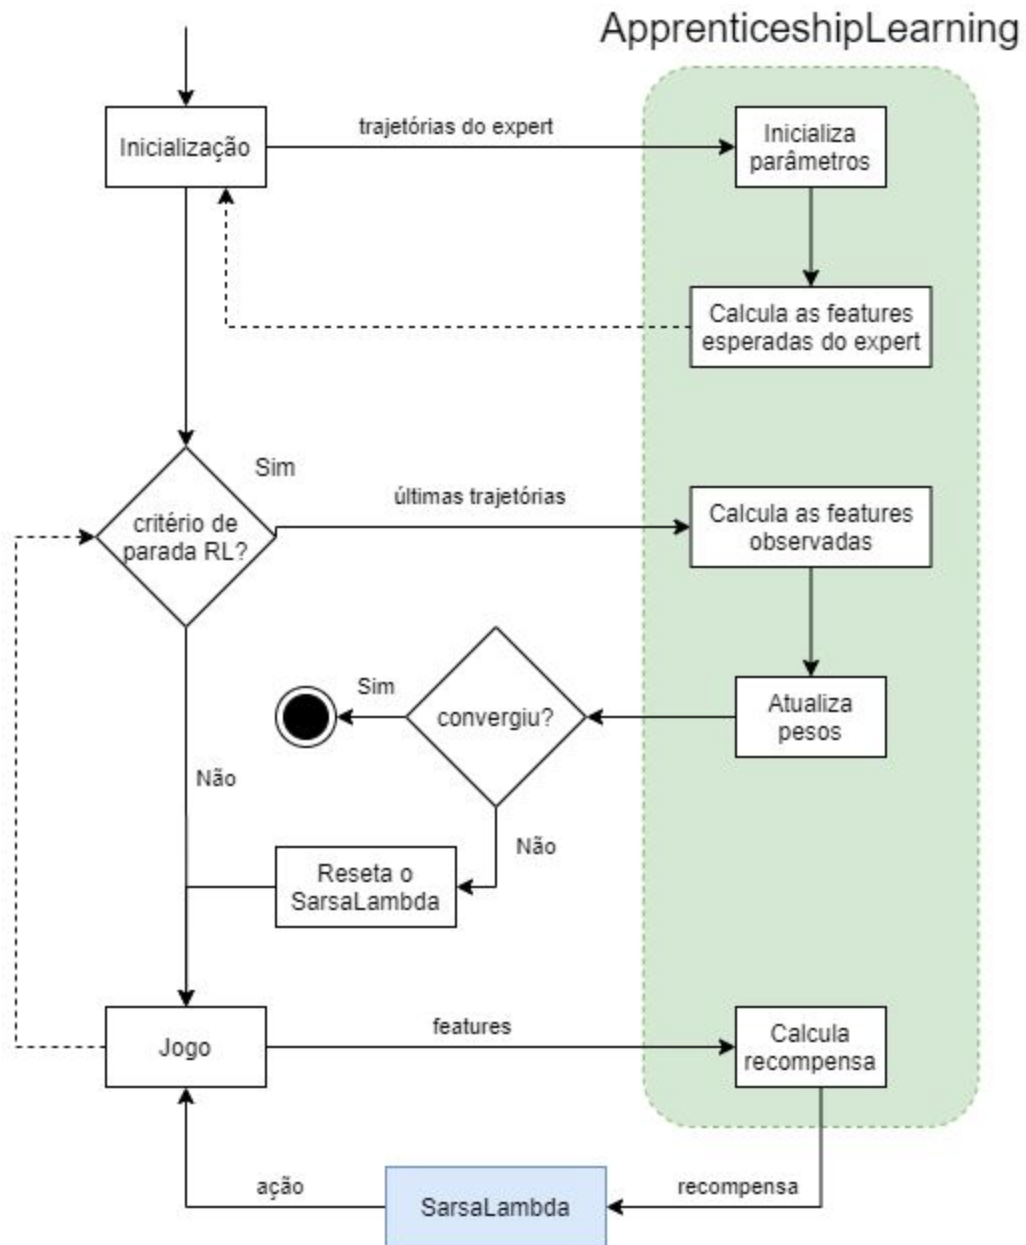 ApprenticeshipLearning
Inicialização
trajetórias do expert
Inicializa
parâmetros
Calcula as features
esperadas do expert
Sim
critério de
parada RL?
últimas trajetórias
Calcula as features
observadas
Sim
convergiu?
Atualiza
pesos
Não
Não
Reseta o
SarsaLambda
Jogo
features
Calcula
recompensa
ação
SarsaLambda
recompensa